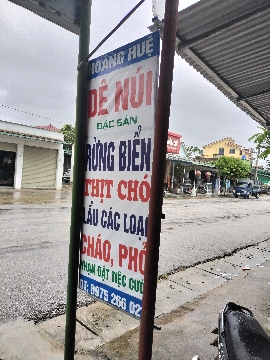 HOÀNG HUỆ
DÊ NÚI
ĐẶC SẢN
RỪNG BIỂN
THỊT CHÓ
LẨU CÁC LOẠI
CHÁO, PHỞ
NHẬN ĐẶT TIỆC CƯỚI
ĐT: 0975 266 02